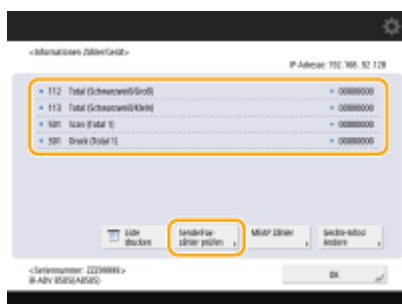 <Informationen Zähler/Gerät>
IP-Adresse: 192.168.92.128
112 Total (Schwarzweiß/Groß) 00000000
113 Total (Schwarzweiß/Klein) 00000000
501 Scan (Total 1) 00000000
301 Druck (Total 1) 00000000
Liste drucken
Sende/Fax-zähler prüfen
MEAP Zähler
Geräte-Infos/ Andere
<Seriennummer: ZZZ99999>
OK